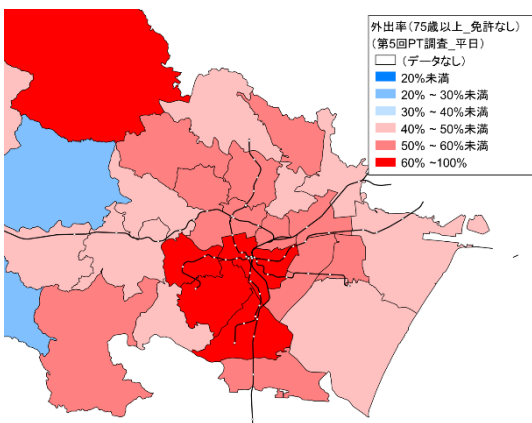 外出率(75歳以上_免許なし)
(第5回PT調査_平日)
(データなし)
20%未満
20% ~ 30%未満
30% ~ 40%未満
40% ~ 50%未満
50% ~ 60%未満
60% ~100%